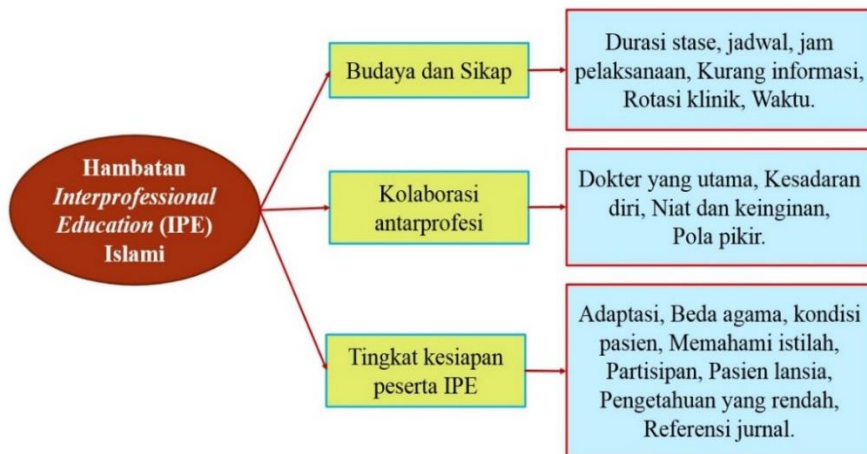 Hambatan
Interprofessional
Education (IPE)
Islami
Budaya dan Sikap
Durasi stase, jadwal, jam
pelaksanaan, Kurang informasi,
Rotasi klinik, Waktu.
Kolaborasi
antarprofesi
Dokter yang utama, Kesadaran
diri, Niat dan keinginan,
Pola pikir.
Tingkat kesiapan
peserta IPE
Adaptasi, Beda agama, kondisi
pasien, Memahami istilah,
Partisipan, Pasien lansia,
Pengetahuan yang rendah,
Referensi jurnal.